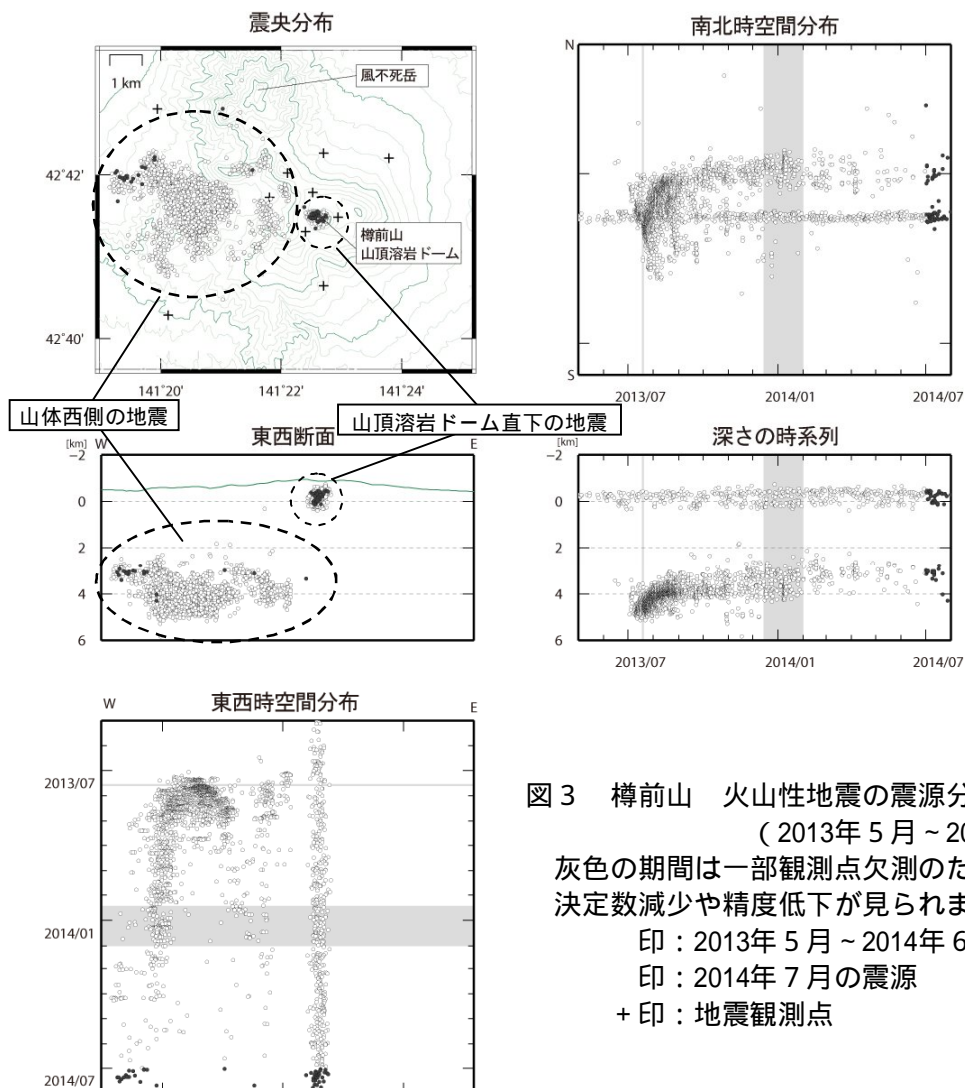 震央分布
1 km
風不死岳
42˚42'
樽前山
山頂溶岩ドーム
42˚40'
141˚20'
141˚22'
141˚24'
南北時空間分布
N
S
2013/07
2014/01
2014/07
山体西側の地震
山頂溶岩ドーム直下の地震
東西断面
[km]
W
E
−2
0
2
4
6
深さの時系列
[km]
−2
0
2
4
6
2013/07
2014/01
2014/07
東西時空間分布
W
E
2013/07
2014/01
2014/07
図3 樽前山 火山性地震の震源分
(2013年5月~20
灰色の期間は一部観測点欠測のた
決定数減少や精度低下が見られま
印:2013年5月~2014年6
印:2014年7月の震源
+印:地震観測点